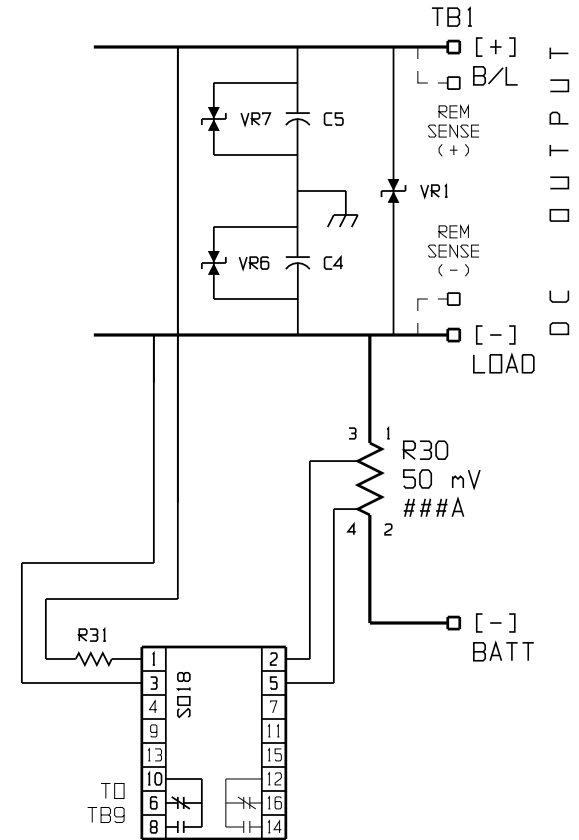 TB1
[+]
B/L
REM
SENSE
(+)
VR7
C5
VR1
REM
SENSE
(-)
VR6
C4
[-]
LOAD
DC OUTPUT
3
1
R30
50 mV
###A
4
2
[-]
BATT
R31
SD18
1
2
3
5
4
7
9
11
13
15
10
12
6
16
8
14
TO
TB9